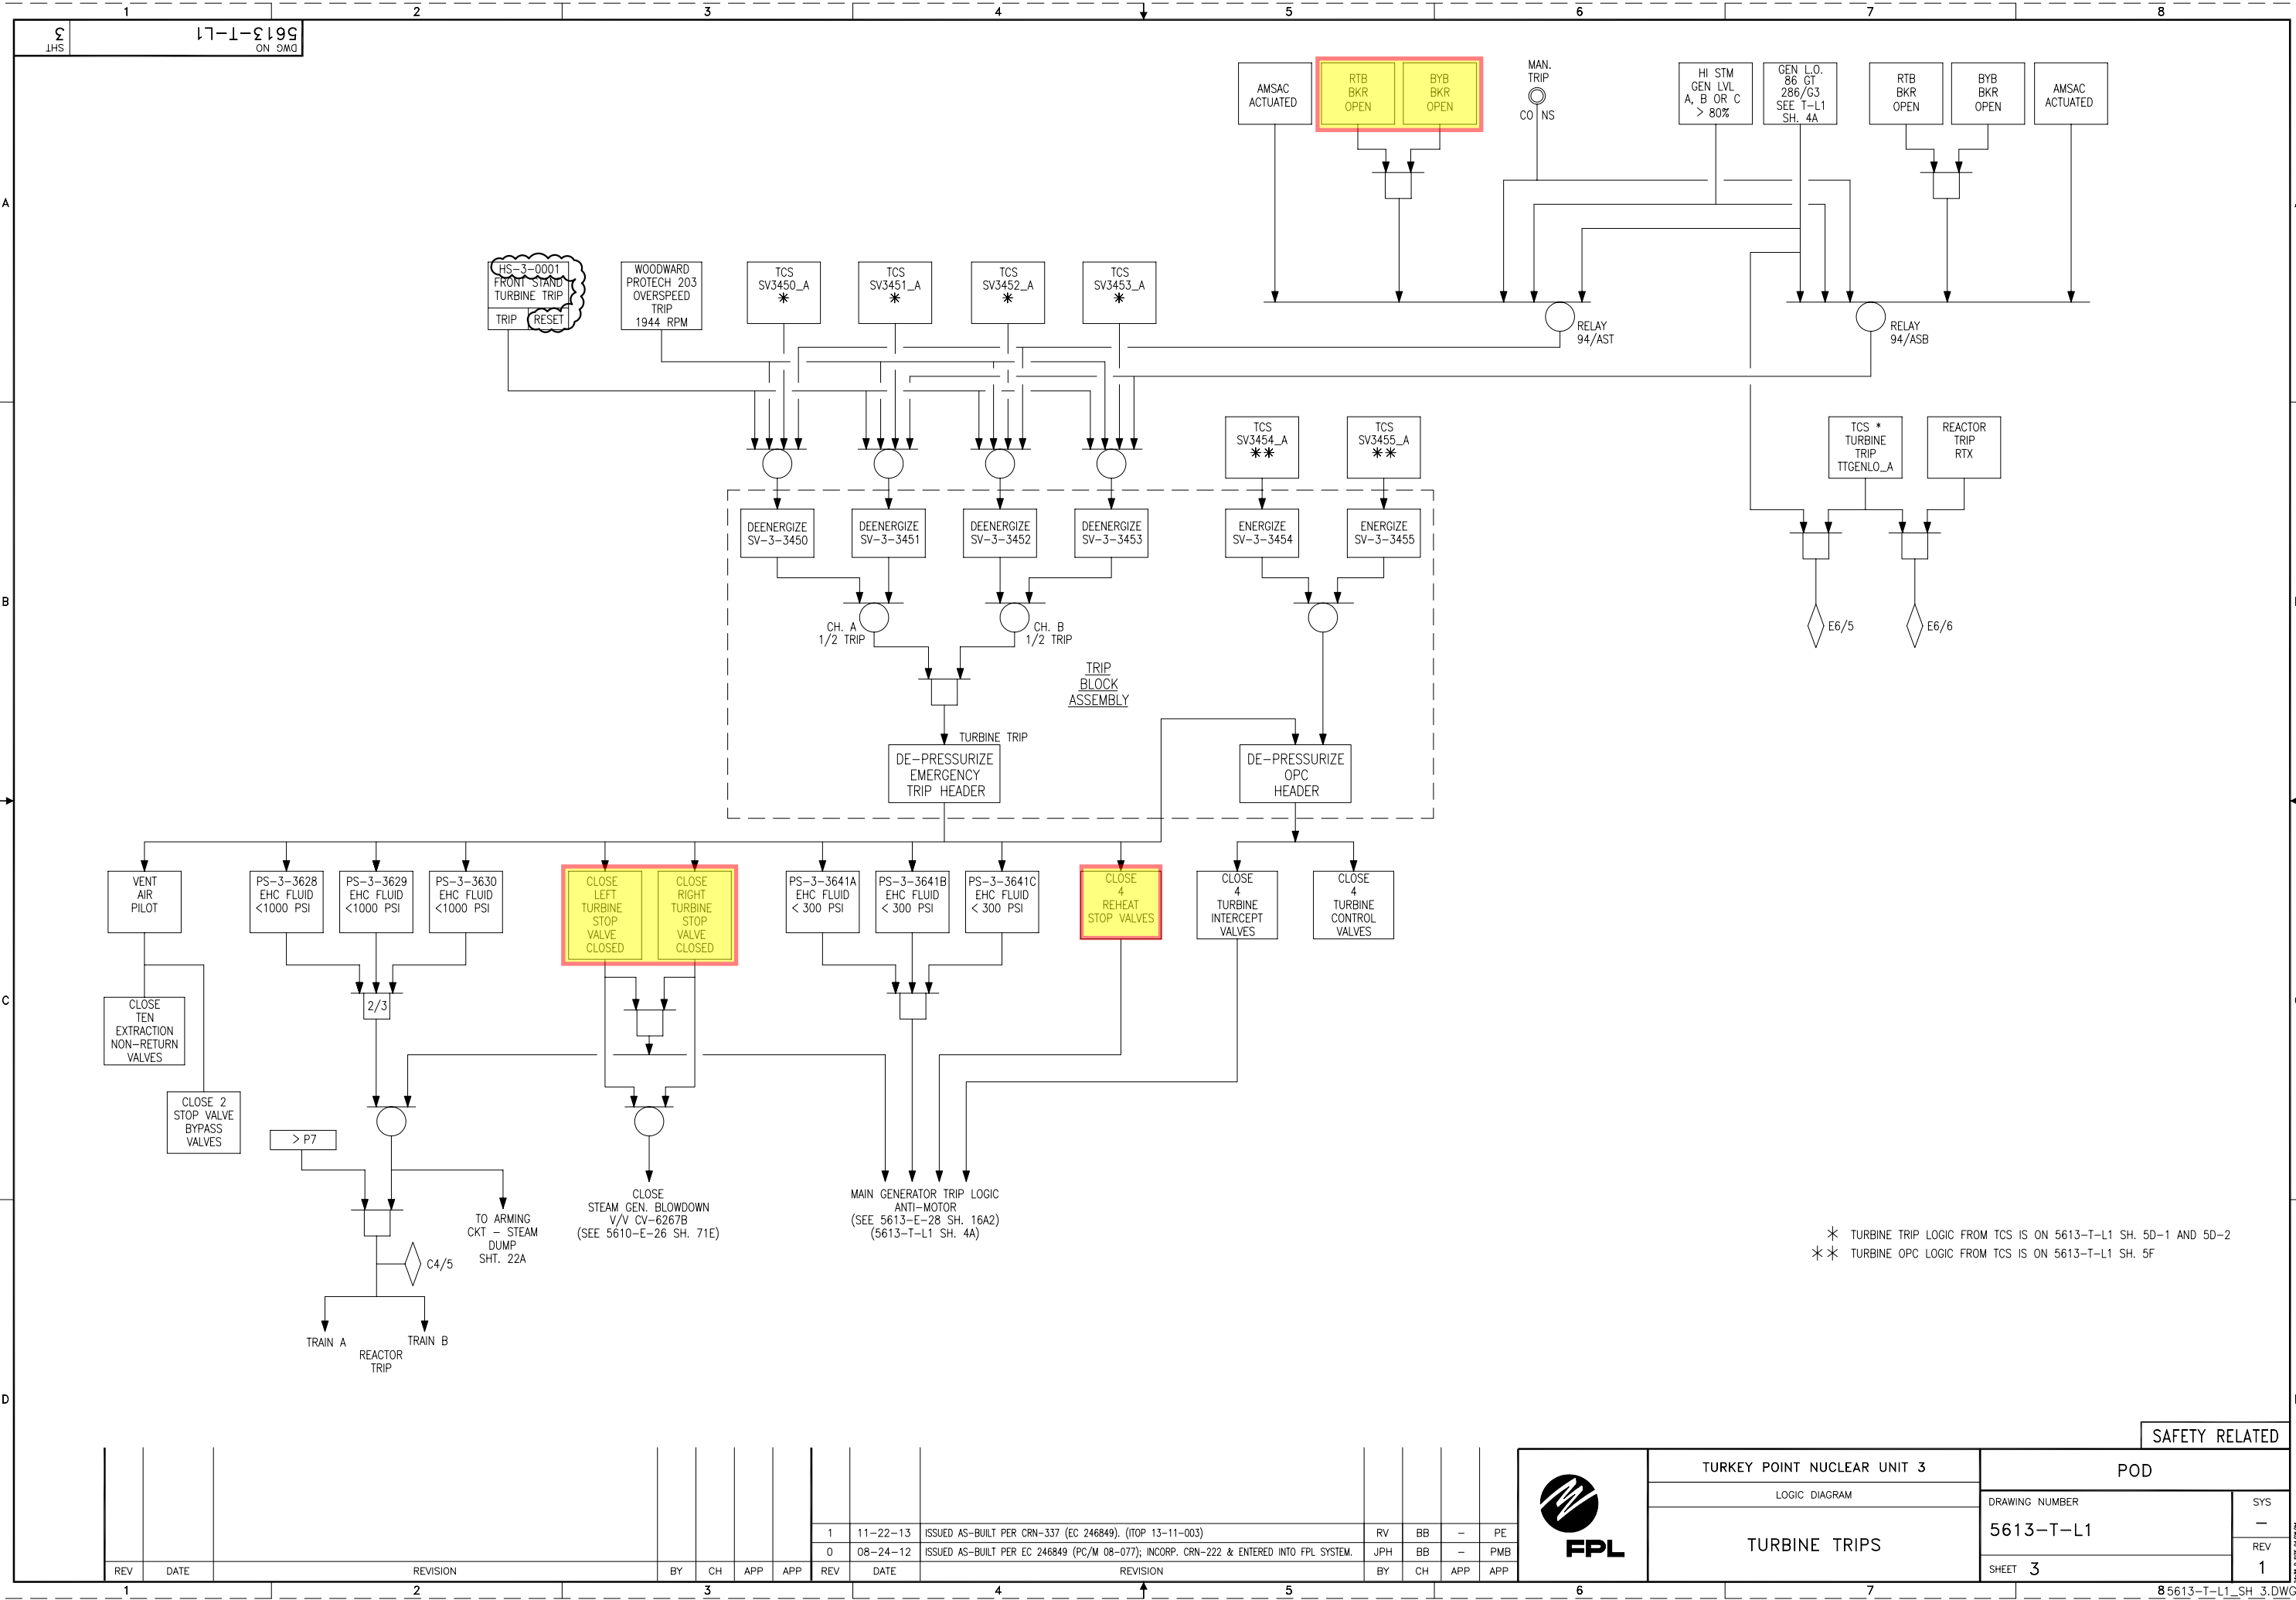 1 2 3 4 5 6 7 8
DWG NO
5613-T-L1
SHT
3
AMSAC
ACTUATED
RTB
BKR
OPEN
BYB
BKR
OPEN
MAN.
TRIP
CO NS
HI STM
GEN LVL
A, B OR C
> 80%
GEN L.O.
86 GT
286/G3
SEE T-L1
SH. 4A
RTB
BKR
OPEN
BYB
BKR
OPEN
AMSAC
ACTUATED
A
HS-3-0001
FRONT STAND
TURBINE TRIP
TRIP RESET
WOODWARD
PROTECH 203
OVERSPEED
TRIP
1944 RPM
TCS
SV3450_A
*
TCS
SV3451_A
*
TCS
SV3452_A
*
TCS
SV3453_A
*
RELAY
94/AST
RELAY
94/ASB
TCS
SV3454_A
**
TCS
SV3455_A
**
TCS *
TURBINE
TRIP
TTGENLO_A
REACTOR
TRIP
RTX
DEENERGIZE
SV-3-3450
DEENERGIZE
SV-3-3451
DEENERGIZE
SV-3-3452
DEENERGIZE
SV-3-3453
ENERGIZE
SV-3-3454
ENERGIZE
SV-3-3455
B
CH. A
1/2 TRIP
CH. B
1/2 TRIP
E6/5
E6/6
TRIP
BLOCK
ASSEMBLY
TURBINE TRIP
DE-PRESSURIZE
EMERGENCY
TRIP HEADER
DE-PRESSURIZE
OPC
HEADER
VENT
AIR
PILOT
PS-3-3628
EHC FLUID
<1000 PSI
PS-3-3629
EHC FLUID
<1000 PSI
PS-3-3630
EHC FLUID
<1000 PSI
CLOSE
LEFT
TURBINE
STOP
VALVE
CLOSED
CLOSE
RIGHT
TURBINE
STOP
VALVE
CLOSED
PS-3-3641A
EHC FLUID
< 300 PSI
PS-3-3641B
EHC FLUID
< 300 PSI
PS-3-3641C
EHC FLUID
< 300 PSI
CLOSE
4
REHEAT
STOP VALVES
CLOSE
4
TURBINE
INTERCEPT
VALVES
CLOSE
4
TURBINE
CONTROL
VALVES
C
CLOSE
TEN
EXTRACTION
NON-RETURN
VALVES
2/3
CLOSE 2
STOP VALVE
BYPASS
VALVES
> P7
TO ARMING
CKT - STEAM
DUMP
SHT. 22A
CLOSE
STEAM GEN. BLOWDOWN
V/V CV-6267B
(SEE 5610-E-26 SH. 71E)
MAIN GENERATOR TRIP LOGIC
ANTI-MOTOR
(SEE 5613-E-28 SH. 16A2)
(5613-T-L1 SH. 4A)
C4/5
TRAIN A
TRAIN B
REACTOR
TRIP
* TURBINE TRIP LOGIC FROM TCS IS ON 5613-T-L1 SH. 5D-1 AND 5D-2
** TURBINE OPC LOGIC FROM TCS IS ON 5613-T-L1 SH. 5F
D
SAFETY RELATED
1 11-22-13 ISSUED AS-BUILT PER CRN-337 (EC 246849). (ITOP 13-11-003) RV BB - PE
0 08-24-12 ISSUED AS-BUILT PER EC 246849 (PC/M 08-077); INCORP. CRN-222 & ENTERED INTO FPL SYSTEM. JPH BB - PMB
REV DATE REVISION BY CH APP APP REV DATE REVISION BY CH APP APP
FPL
TURKEY POINT NUCLEAR UNIT 3
LOGIC DIAGRAM
TURBINE TRIPS
POD
DRAWING NUMBER
5613-T-L1
SHEET 3
SYS
-
REV
1
1 2 3 4 5 6 7 8
5613-T-L1_SH 3.DWG